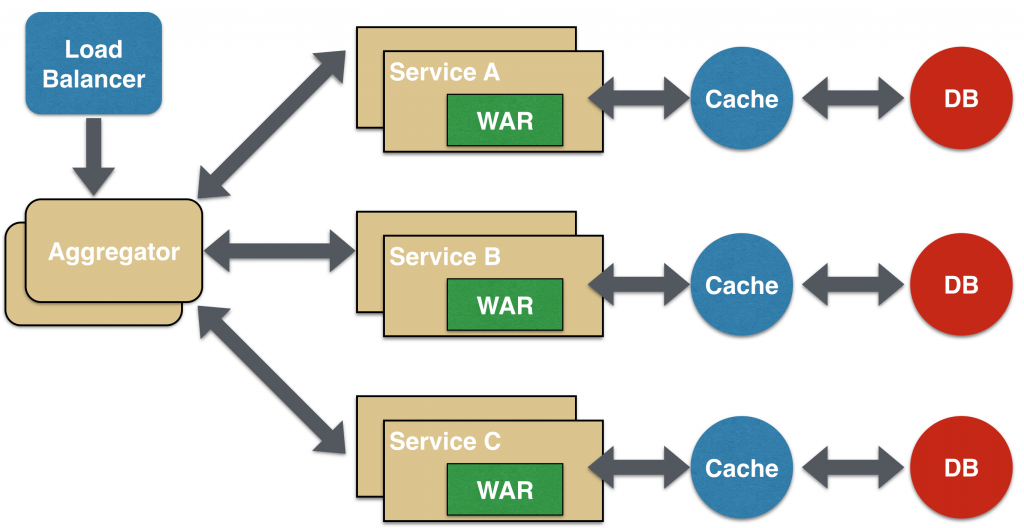 Load
Balancer
Aggregator
Service A
WAR
Cache
DB
Service B
WAR
Cache
DB
Service C
WAR
Cache
DB